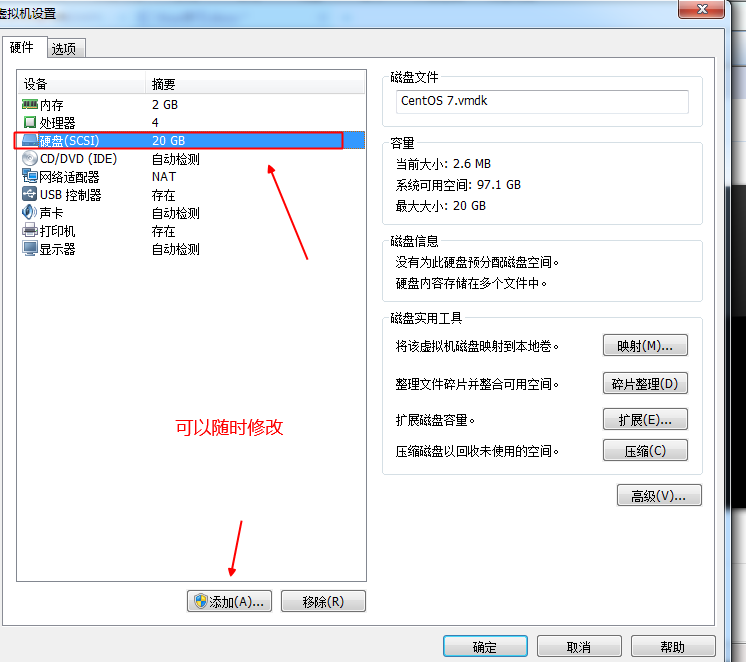 虚拟机设置
硬件 选项
设备 摘要
内存 2 GB
处理器 4
硬盘(SCSI) 20 GB
CD/DVD (IDE) 自动检测
网络适配器 NAT
USB 控制器 存在
声卡 自动检测
打印机 存在
显示器 自动检测
可以随时修改
添加(A)... 移除(R)
磁盘文件
CentOS 7.vmdk
容量
当前大小: 2.6 MB
系统可用空间: 97.1 GB
最大大小: 20 GB
磁盘信息
没有为此硬盘预分配磁盘空间。
硬盘内容存储在多个文件中。
磁盘实用工具
将该虚拟机磁盘映射到本地卷。 映射(M)...
整理文件碎片并整合可用空间。 碎片整理(D)
扩展磁盘容量。 扩展(E)...
压缩磁盘以回收未使用的空间。 压缩(C)
高级(V)...
确定 取消 帮助